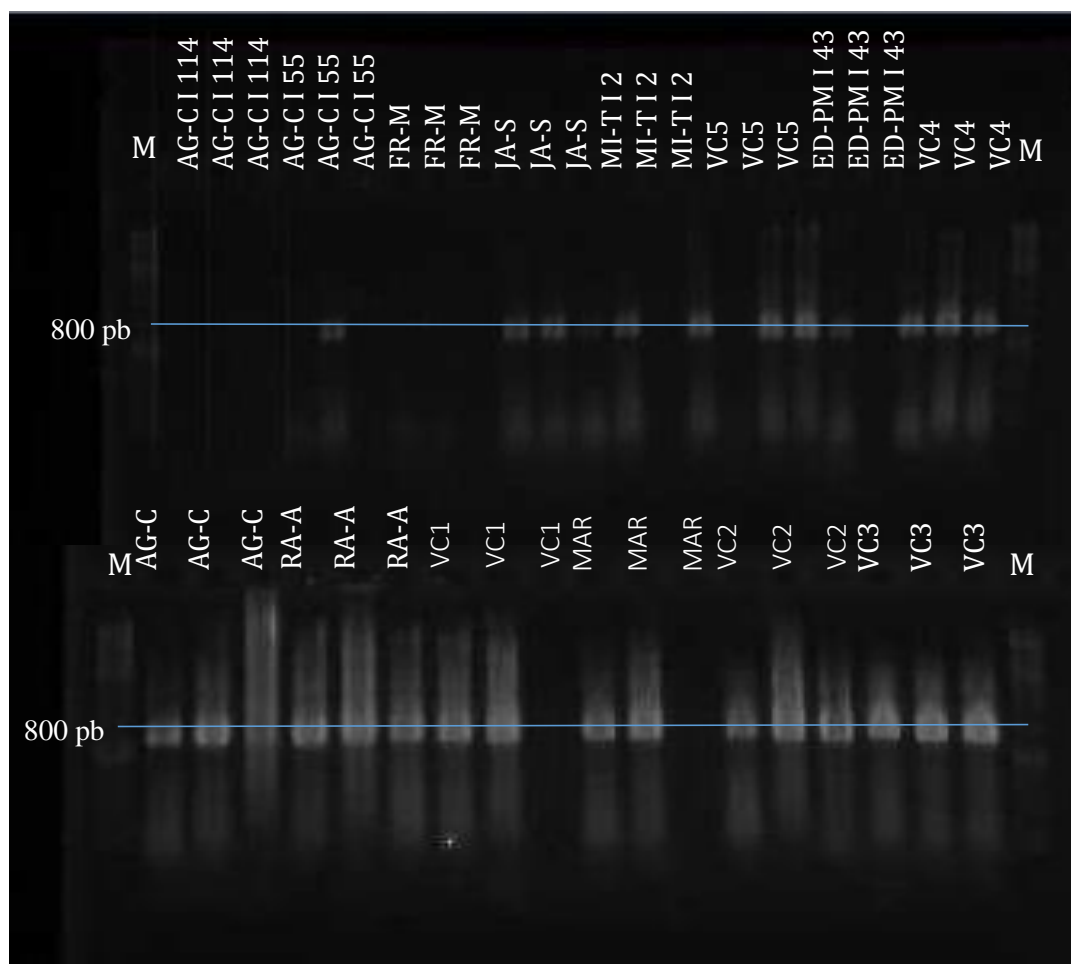 M AG-C I 114 AG-C I 114 AG-C I 114 AG-C I 55 AG-C I 55 AG-C I 55 FR-M FR-M FR-M JA-S JA-S JA-S MI-T I 2 MI-T I 2 MI-T I 2 VC5 VC5 VC5 ED-PM I 43 ED-PM I 43 ED-PM I 43 VC4 VC4 VC4 M
800 pb
M AG-C AG-C AG-C RA-A RA-A RA-A VC1 VC1 VC1 MAR MAR MAR VC2 VC2 VC2 VC3 VC3 VC3 M
800 pb